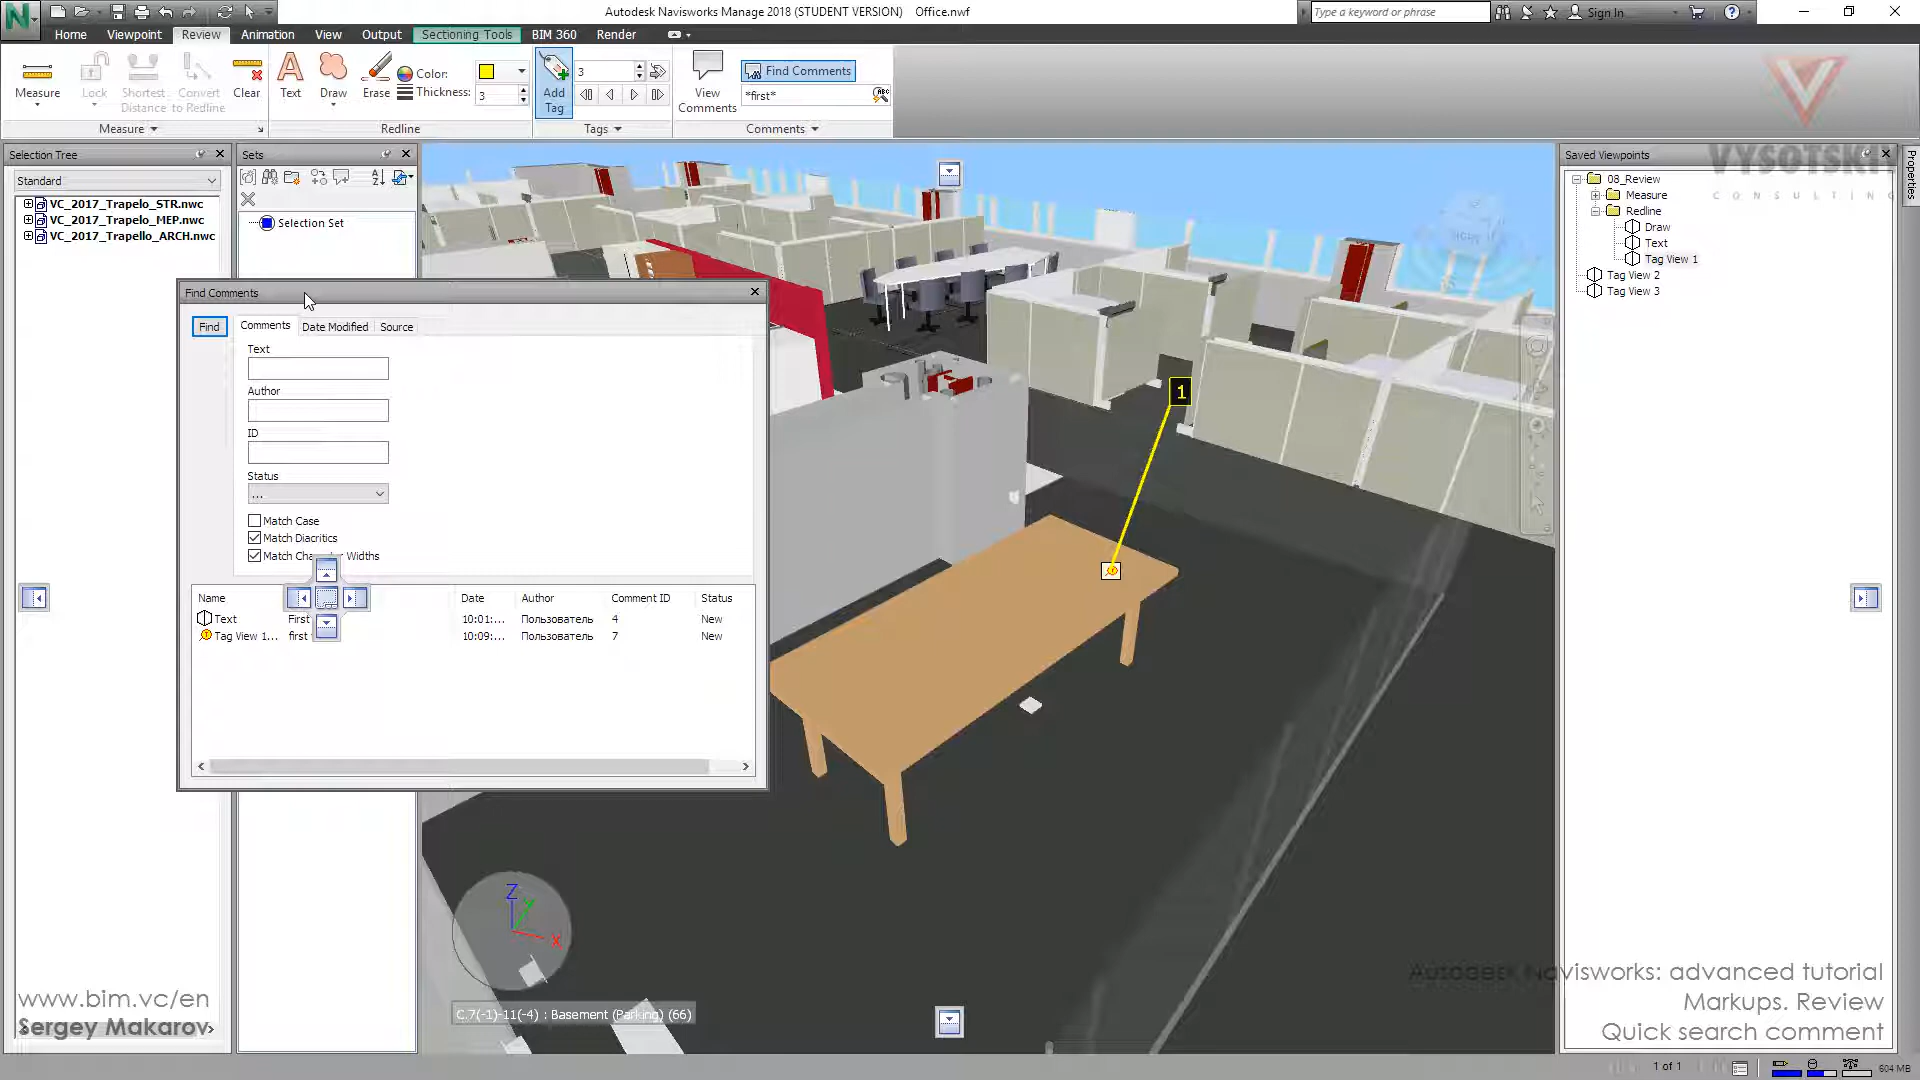 Autodesk Navisworks Manage 2018 (STUDENT VERSION) Office.nwf
Type a keyword or phrase
Sign In
Home Viewpoint Review Animation View Output Sectioning Tools BIM 360 Render
Measure
Lock
Shortest
Distance
Convert
to Redline
Clear
Text
Draw
Erase
Color:
Thickness: 3
Add
Tag
3
View
Comments
Find Comments
*first*
Measure
Redline
Tags
Comments
Selection Tree
Standard
VC_2017_Trapelo_STR.nwc
VC_2017_Trapelo_MEP.nwc
VC_2017_Trapello_ARCH.nwc
Sets
Selection Set
Find Comments
Find
Comments Date Modified Source
Text
Author
ID
Status
...
Match Case
Match Diacritics
Widths
Name Date Author Comment ID Status
Text First 10:01:... Пользователь 4 New
Tag View 1... first 10:09:... Пользователь 7 New
1
Z
Y
X
C.7(-1)-11(-4) : Basement (Parking) (66)
Saved Viewpoints
08_Review
Measure
Redline
Draw
Text
Tag View 1
Tag View 2
Tag View 3
Properties
CONSULTING
www.bim.vc/en
Sergey Makarov
Autodesk Navisworks: advanced tutorial
Markups. Review
Quick search comment
1 of 1
604 MB